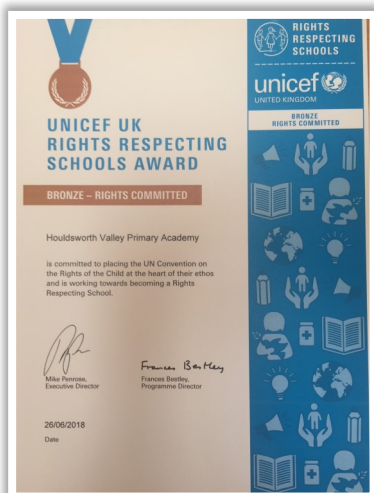 RIGHTS
RESPECTING
SCHOOLS
unicef
UNITED KINGDOM
BRONZE
RIGHTS COMMITTED
UNICEF UK
RIGHTS RESPECTING
SCHOOLS AWARD
BRONZE – RIGHTS COMMITTED
Houldsworth Valley Primary Academy
is committed to placing the UN Convention on
the Rights of the Child at the heart of their ethos
and is working towards becoming a Rights
Respecting School.
Frances Bestley
Mike Penrose,
Executive Director
Frances Bestley,
Programme Director
26/06/2018
Date